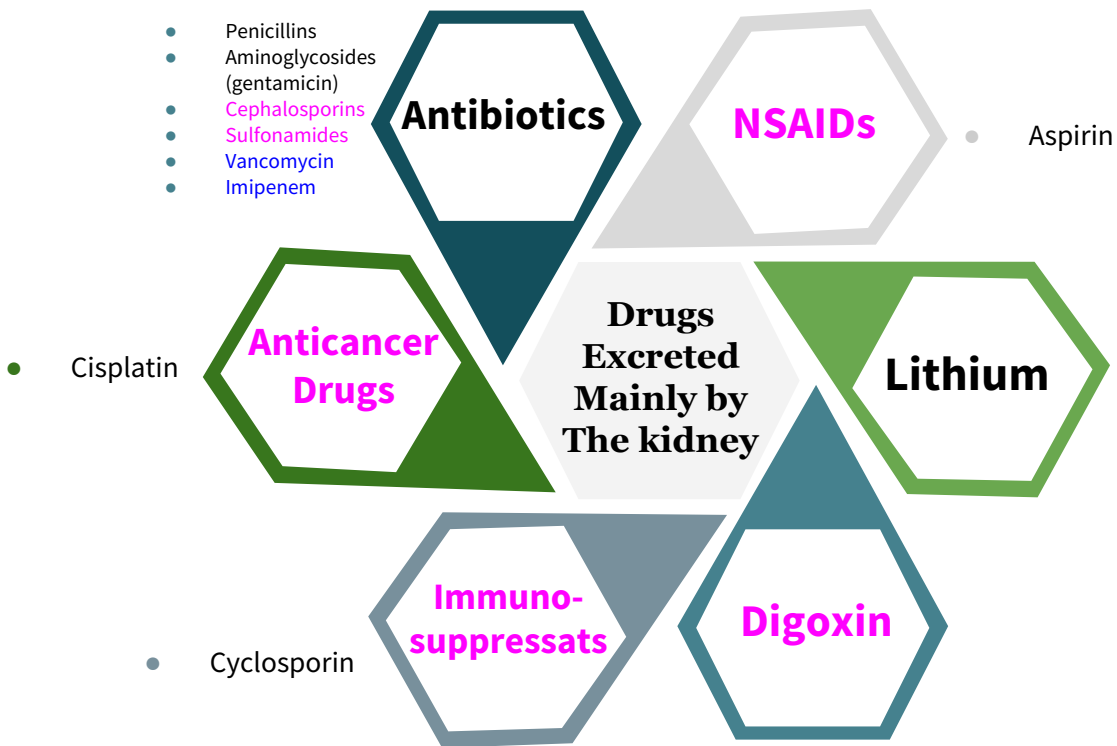 Penicillins
Aminoglycosides
(gentamicin)
Cephalosporins
Sulfonamides
Vancomycin
Imipenem
Antibiotics
NSAIDs
Aspirin
Drugs
Excreted
Mainly by
The kidney
Anticancer
Drugs
Cisplatin
Lithium
Immuno-
suppressats
Cyclosporin
Digoxin